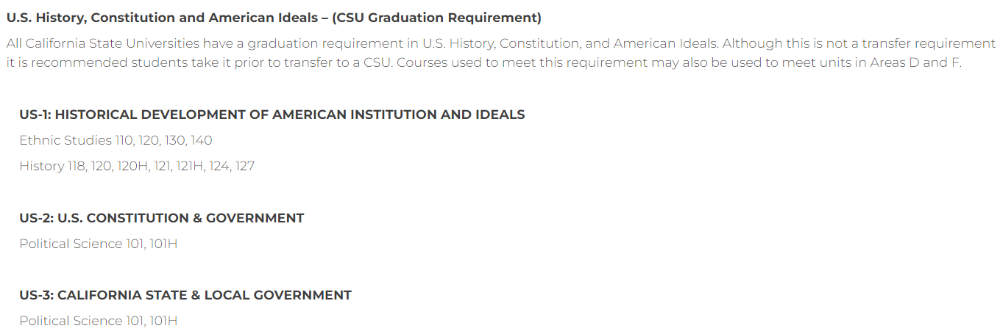 U.S. History, Constitution and American Ideals – (CSU Graduation Requirement)
All California State Universities have a graduation requirement in U.S. History, Constitution, and American Ideals. Although this is not a transfer requirement
it is recommended students take it prior to transfer to a CSU. Courses used to meet this requirement may also be used to meet units in Areas D and F.
US-1: HISTORICAL DEVELOPMENT OF AMERICAN INSTITUTION AND IDEALS
Ethnic Studies 110, 120, 130, 140
History 118, 120, 120H, 121, 121H, 124, 127
US-2: U.S. CONSTITUTION & GOVERNMENT
Political Science 101, 101H
US-3: CALIFORNIA STATE & LOCAL GOVERNMENT
Political Science 101, 101H